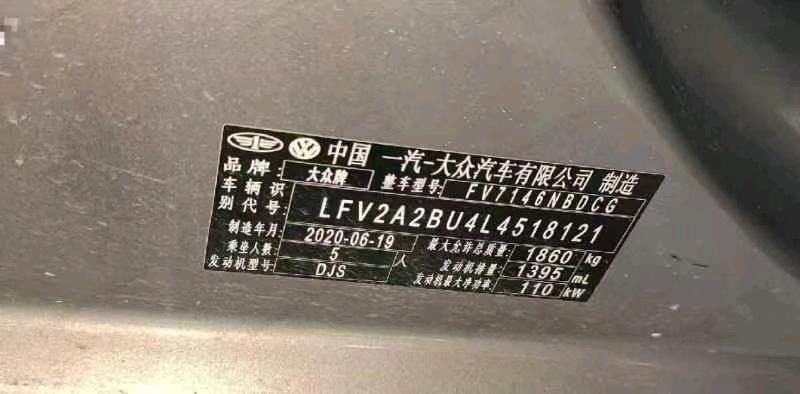 中国 一汽-大众汽车有限公司 制造
品牌: 大众牌 整车型号: FV7146NBDCG
车辆识别代号: LFV2A2BU4L4518121
制造年月: 2020-06-19 最大允许总质量: 1860 kg
乘坐人数: 5 人 发动机排量: 1395 mL
发动机型号: DJS 发动机最大净功率: 110 kW